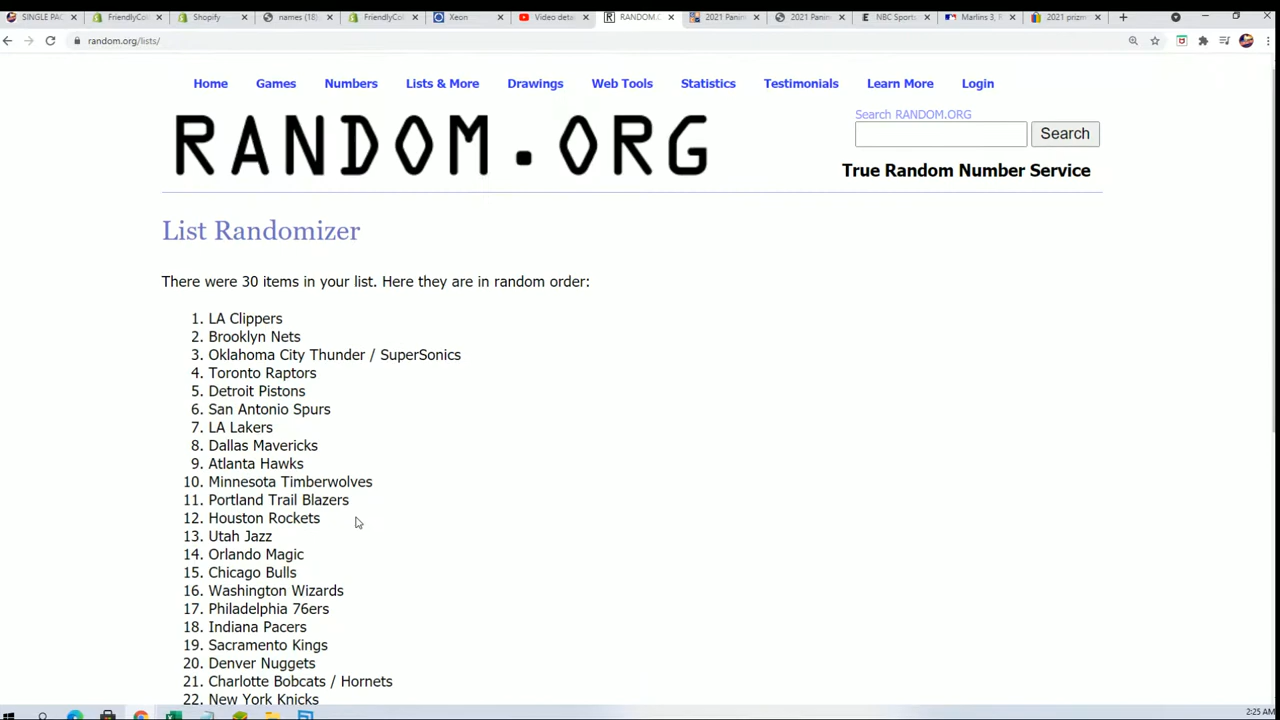 SINGLE PAC
FriendlyCol
Shopify
names (18)
FriendlyCol
Xeon
Video deta
RANDOM.C
2021 Panin
2021 Panin
NBC Sports
Marlins 3, R
2021 prizm
random.org/lists/
Home Games Numbers Lists & More Drawings Web Tools Statistics Testimonials Learn More Login
RANDOM.ORG
Search RANDOM.ORG
Search
True Random Number Service
List Randomizer
There were 30 items in your list. Here they are in random order:
1. LA Clippers
2. Brooklyn Nets
3. Oklahoma City Thunder / SuperSonics
4. Toronto Raptors
5. Detroit Pistons
6. San Antonio Spurs
7. LA Lakers
8. Dallas Mavericks
9. Atlanta Hawks
10. Minnesota Timberwolves
11. Portland Trail Blazers
12. Houston Rockets
13. Utah Jazz
14. Orlando Magic
15. Chicago Bulls
16. Washington Wizards
17. Philadelphia 76ers
18. Indiana Pacers
19. Sacramento Kings
20. Denver Nuggets
21. Charlotte Bobcats / Hornets
22. New York Knicks
2:25 AM